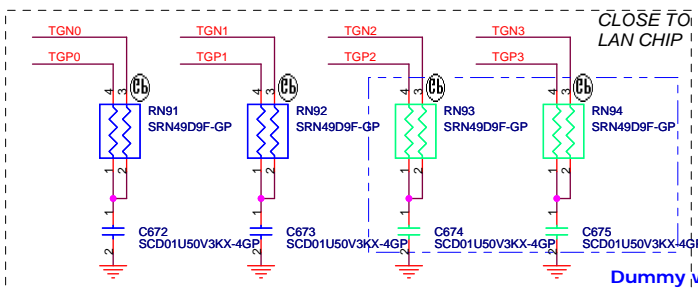 CLOSE TO
LAN CHIP
TGN0 TGN1 TGN2 TGN3
TGP0 TGP1 TGP2 TGP3
4 3 4 3 4 3 4 3
RN91 RN92 RN93 RN94
SRN49D9F-GP SRN49D9F-GP SRN49D9F-GP SRN49D9F-GP
1 2 1 2 1 2 1 2
1 1 1 1
C672 C673 C674 C675
SCD01U50V3KX-4GP SCD01U50V3KX-4GP SCD01U50V3KX-4GP SCD01U50V3KX-4GP
2 2 2 2
Dummy